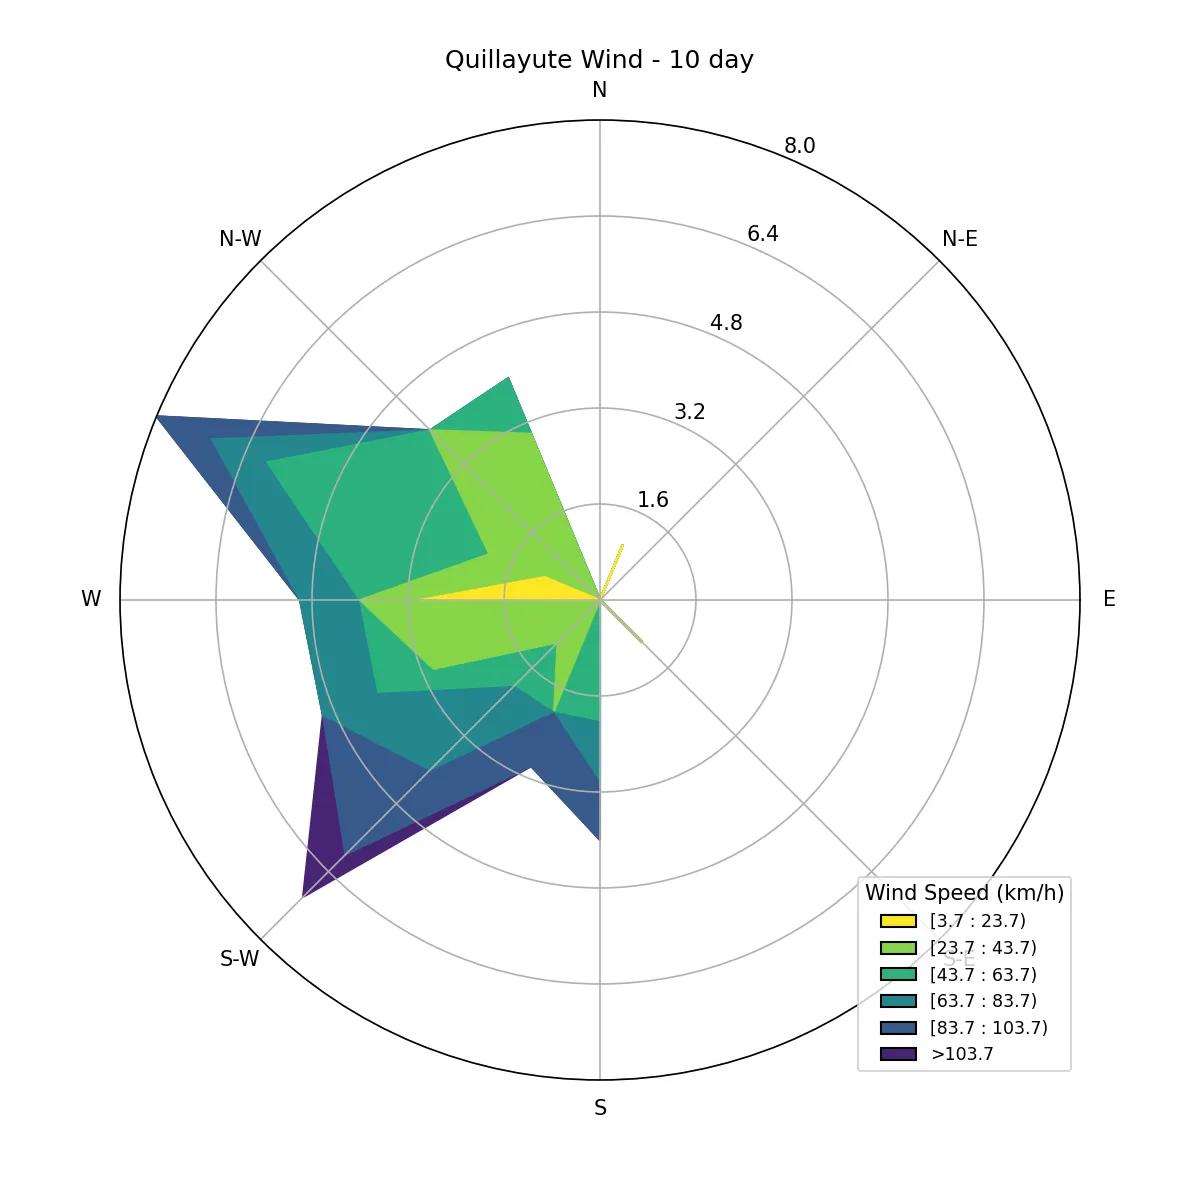 Quillayute Wind - 10 day
N
8.0
N-W
6.4
N-E
4.8
3.2
1.6
W
E
S-W
S-E
Wind Speed (km/h)
[3.7 : 23.7)
[23.7 : 43.7)
[43.7 : 63.7)
[63.7 : 83.7)
[83.7 : 103.7)
>103.7
S